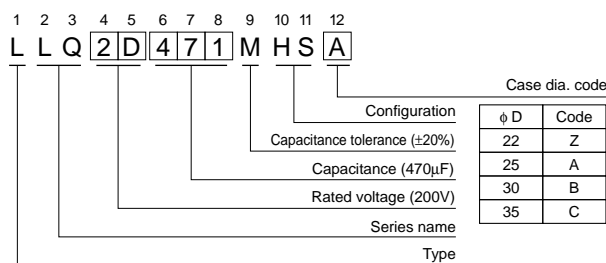 1 2 3 4 5 6 7 8 9 10 11 12
L L Q 2 D 4 7 1 M H S A
Case dia. code
Configuration
Capacitance tolerance (±20%)
Capacitance (470µF)
Rated voltage (200V)
Series name
Type
ϕ D Code
22 Z
25 A
30 B
35 C